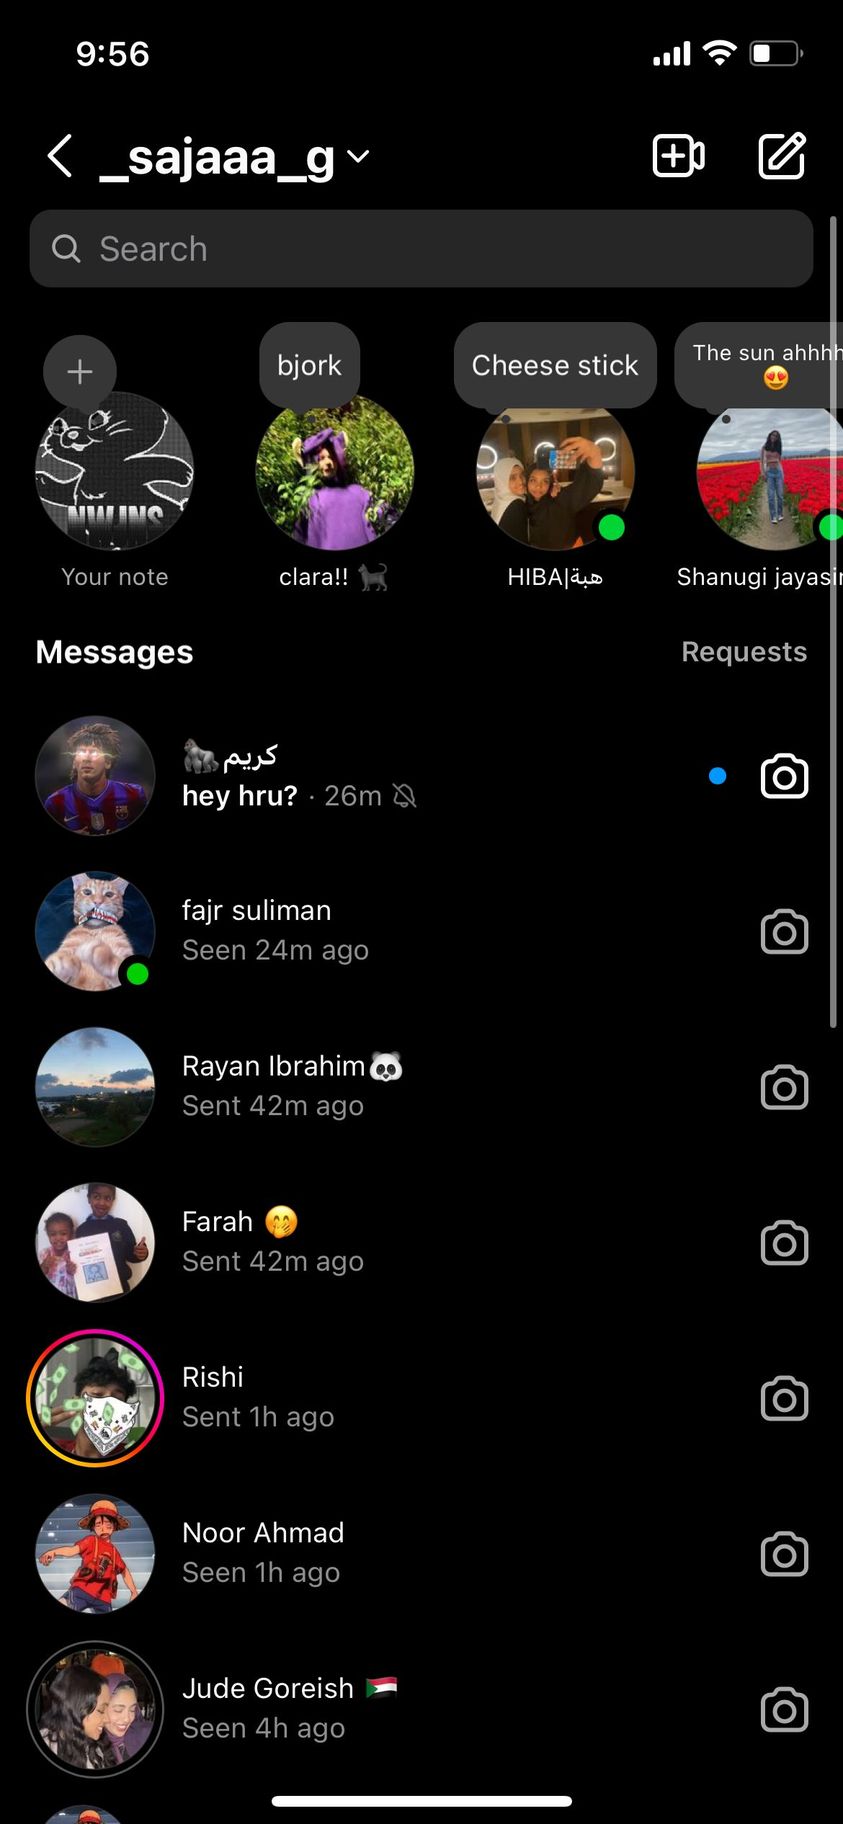 9:56
_sajaaa_g
Search
bjork
Cheese stick
The sun ahhhh
😍
NWJNS
Your note
clara!! 🐈‍⬛
HIBA|هبة
Shanugi jayasi
Messages
Requests
كريم🦍
hey hru? · 26m
fajr suliman
Seen 24m ago
Rayan Ibrahim🐼
Sent 42m ago
Farah 🤭
Sent 42m ago
Rishi
Sent 1h ago
Noor Ahmad
Seen 1h ago
Jude Goreish 🇸🇩
Seen 4h ago